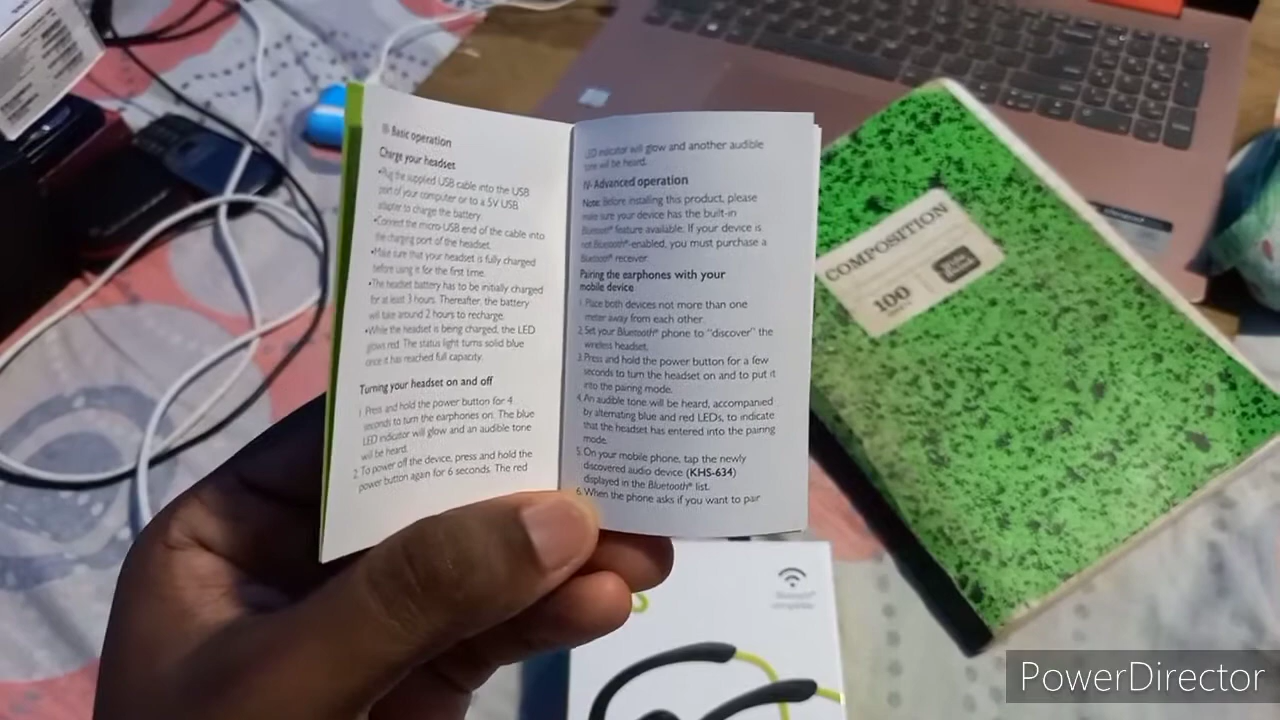 III- Basic operation
Charge your headset
•Plug the supplied USB cable into the USB
port of your computer or to a 5V USB
adapter to charge the battery.
•Connect the micro USB end of the cable into
the charging port of the headset.
•Make sure that your headset is fully charged
before using it for the first time.
•The headset battery has to be initially charged
for at least 3 hours. Thereafter, the battery
will take around 2 hours to recharge.
•While the headset is being charged, the LED
glows red. The status light turns solid blue
once it has reached full capacity.
Turning your headset on and off
1. Press and hold the power button for 4
seconds to turn the earphones on. The blue
LED indicator will glow and an audible tone
will be heard.
2. To power off the device, press and hold the
power button again for 6 seconds. The red
LED indicator will glow and another audible
tone will be heard.
IV- Advanced operation
Note: Before installing this product, please
make sure your device has the built-in
Bluetooth® feature available. If your device is
not Bluetooth®-enabled, you must purchase a
Bluetooth® receiver.
Pairing the earphones with your
mobile device
1. Place both devices not more than one
meter away from each other.
2. Set your Bluetooth® phone to "discover" the
wireless headset.
3. Press and hold the power button for a few
seconds to turn the headset on and to put it
into the pairing mode.
4. An audible tone will be heard, accompanied
by alternating blue and red LEDs, to indicate
that the headset has entered into the pairing
mode.
5. On your mobile phone, tap the newly
discovered audio device (KHS-634)
displayed in the Bluetooth® list.
6. When the phone asks if you want to pair
COMPOSITION
100
PowerDirector